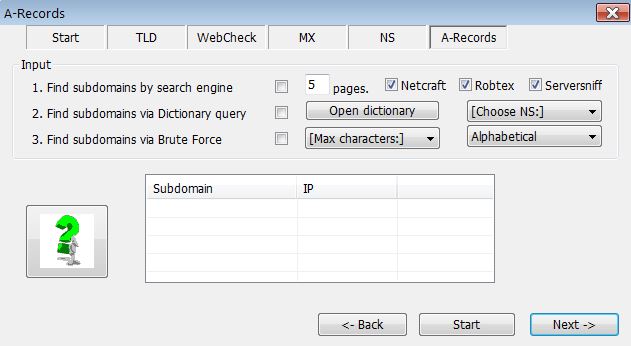 A-Records
Start TLD WebCheck MX NS A-Records
Input
1. Find subdomains by search engine 5 pages. Netcraft Robtex Serversniff
2. Find subdomains via Dictionary query Open dictionary [Choose NS:]
3. Find subdomains via Brute Force [Max characters:] Alphabetical
Subdomain IP
<- Back Start Next ->